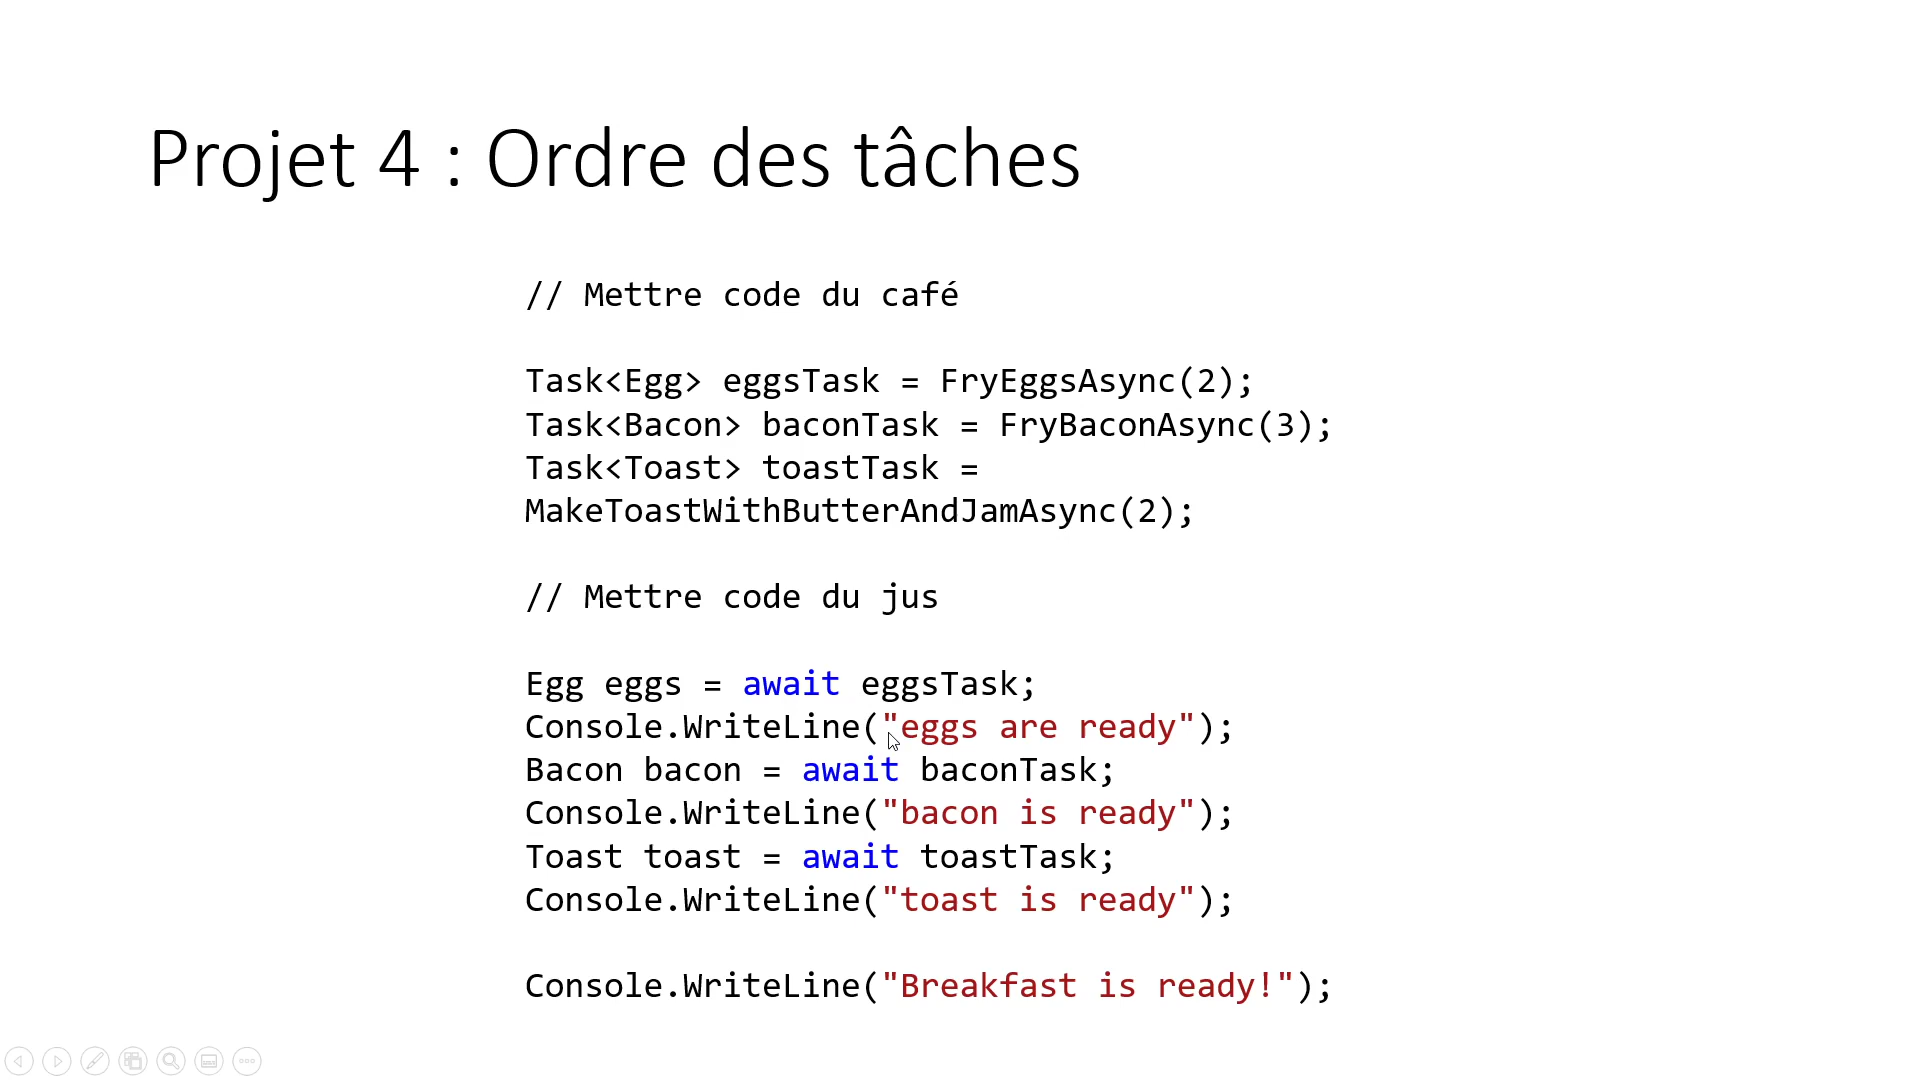 Projet 4 : Ordre des tâches
// Mettre code du café
Task<Egg> eggsTask = FryEggsAsync(2);
Task<Bacon> baconTask = FryBaconAsync(3);
Task<Toast> toastTask =
MakeToastWithButterAndJamAsync(2);
// Mettre code du jus
Egg eggs = await eggsTask;
Console.WriteLine("eggs are ready");
Bacon bacon = await baconTask;
Console.WriteLine("bacon is ready");
Toast toast = await toastTask;
Console.WriteLine("toast is ready");
Console.WriteLine("Breakfast is ready!");